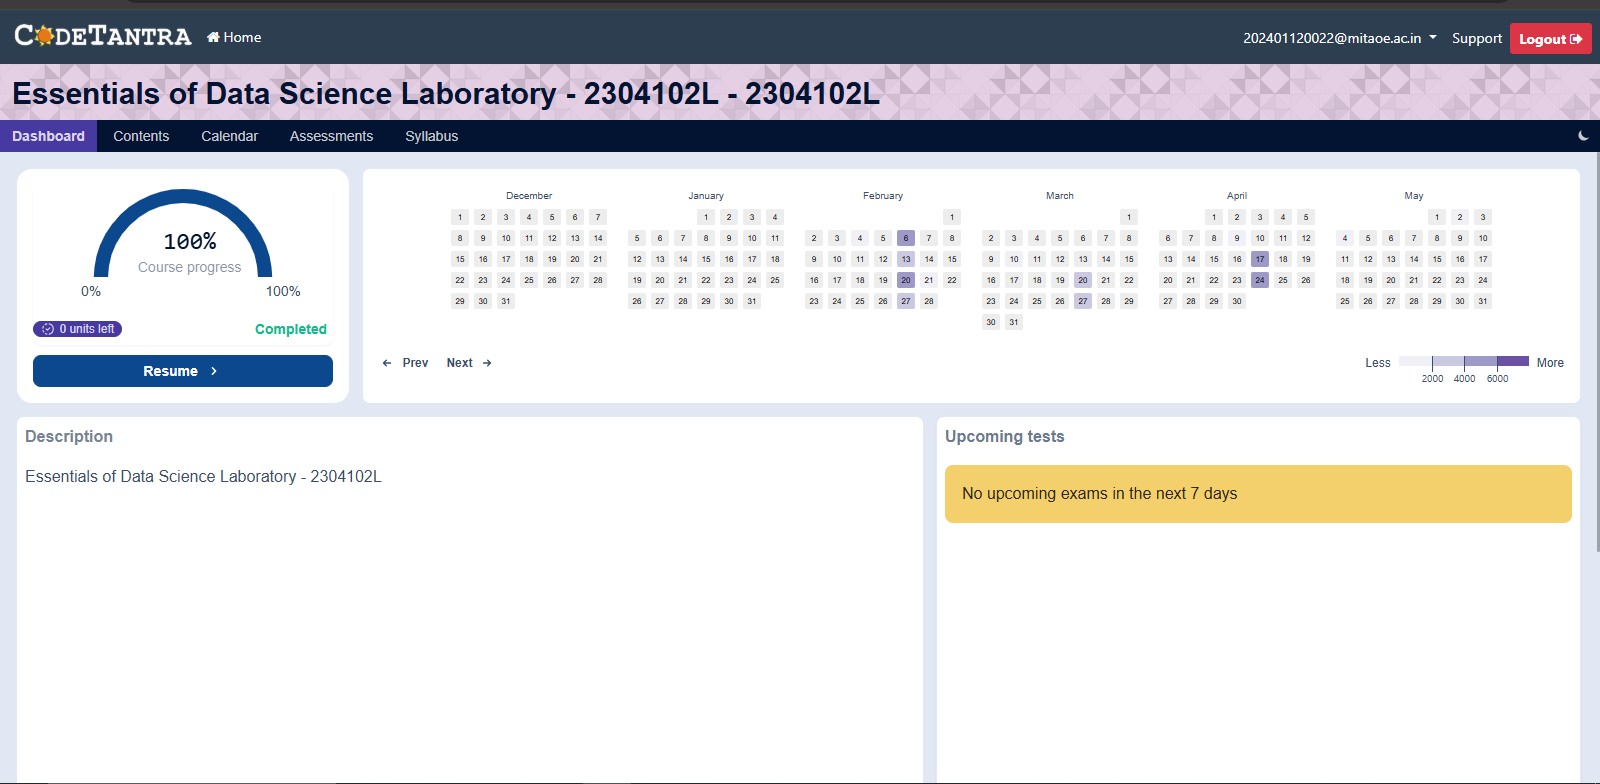 CODETANTRA Home 202401120022@mitaoe.ac.in Support Logout
Essentials of Data Science Laboratory - 2304102L - 2304102L
Dashboard Contents Calendar Assessments Syllabus
100%
Course progress
0% 100%
0 units left Completed
Resume
December
1 2 3 4 5 6 7
8 9 10 11 12 13 14
15 16 17 18 19 20 21
22 23 24 25 26 27 28
29 30 31
January
1 2 3 4
5 6 7 8 9 10 11
12 13 14 15 16 17 18
19 20 21 22 23 24 25
26 27 28 29 30 31
February
1
2 3 4 5 6 7 8
9 10 11 12 13 14 15
16 17 18 19 20 21 22
23 24 25 26 27 28
March
1
2 3 4 5 6 7 8
9 10 11 12 13 14 15
16 17 18 19 20 21 22
23 24 25 26 27 28 29
30 31
April
1 2 3 4 5
6 7 8 9 10 11 12
13 14 15 16 17 18 19
20 21 22 23 24 25 26
27 28 29 30
May
1 2 3
4 5 6 7 8 9 10
11 12 13 14 15 16 17
18 19 20 21 22 23 24
25 26 27 28 29 30 31
Prev Next
Less More
2000 4000 6000
Description
Essentials of Data Science Laboratory - 2304102L
Upcoming tests
No upcoming exams in the next 7 days